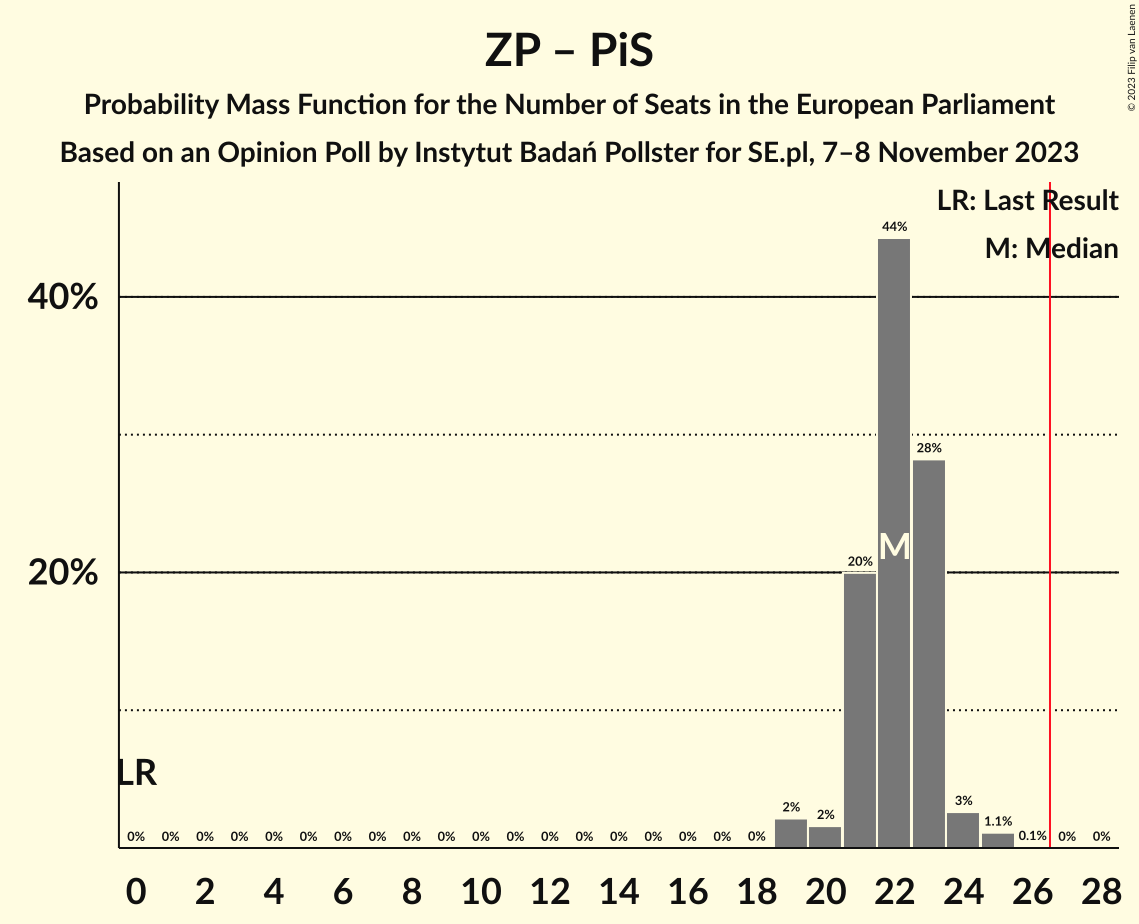 ZP – PiS
Probability Mass Function for the Number of Seats in the European Parliament
Based on an Opinion Poll by Instytut Badań Pollster for SE.pl, 7–8 November 2023
© 2023 Filip van Laenen
LR: Last Result
M: Median
44%
40%
28%
M
20%
20%
LR
2%
2%
3%
1.1%
0% 0% 0% 0% 0% 0% 0% 0% 0% 0% 0% 0% 0% 0% 0% 0% 0% 0% 0% 0.1% 0% 0%
0 2 4 6 8 10 12 14 16 18 20 22 24 26 28